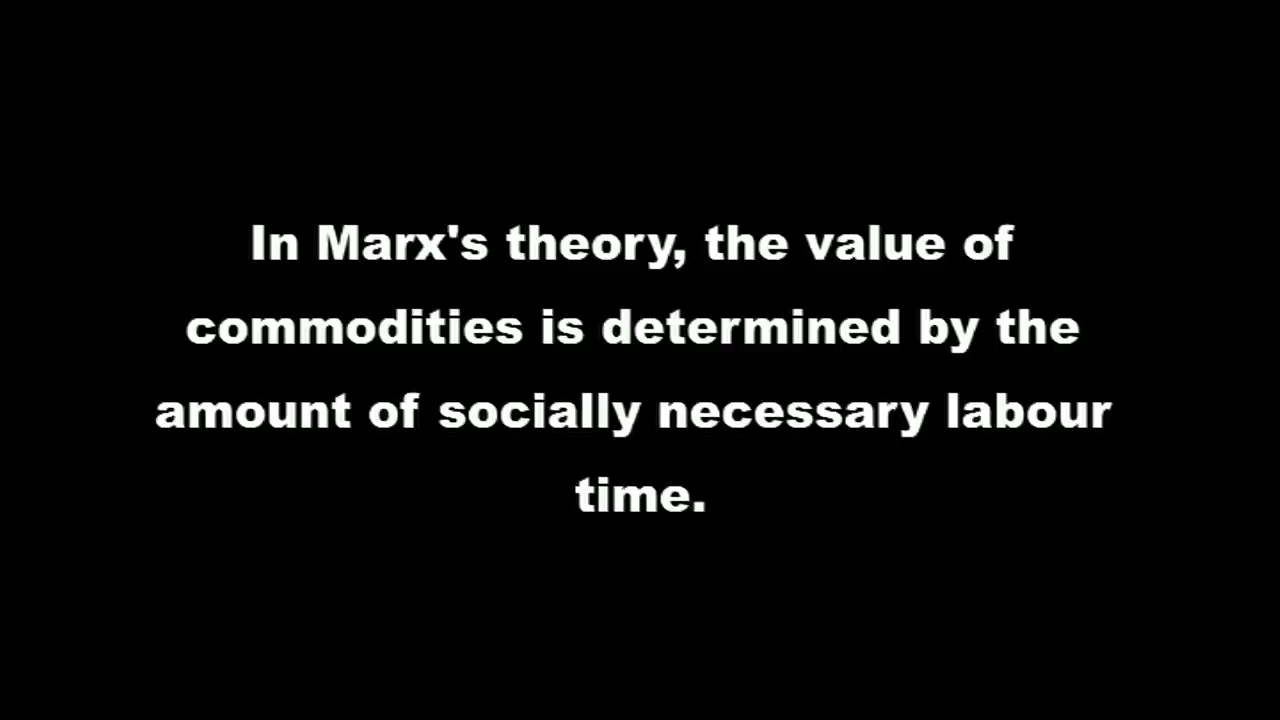 In Marx's theory, the value of
commodities is determined by the
amount of socially necessary labour
time.